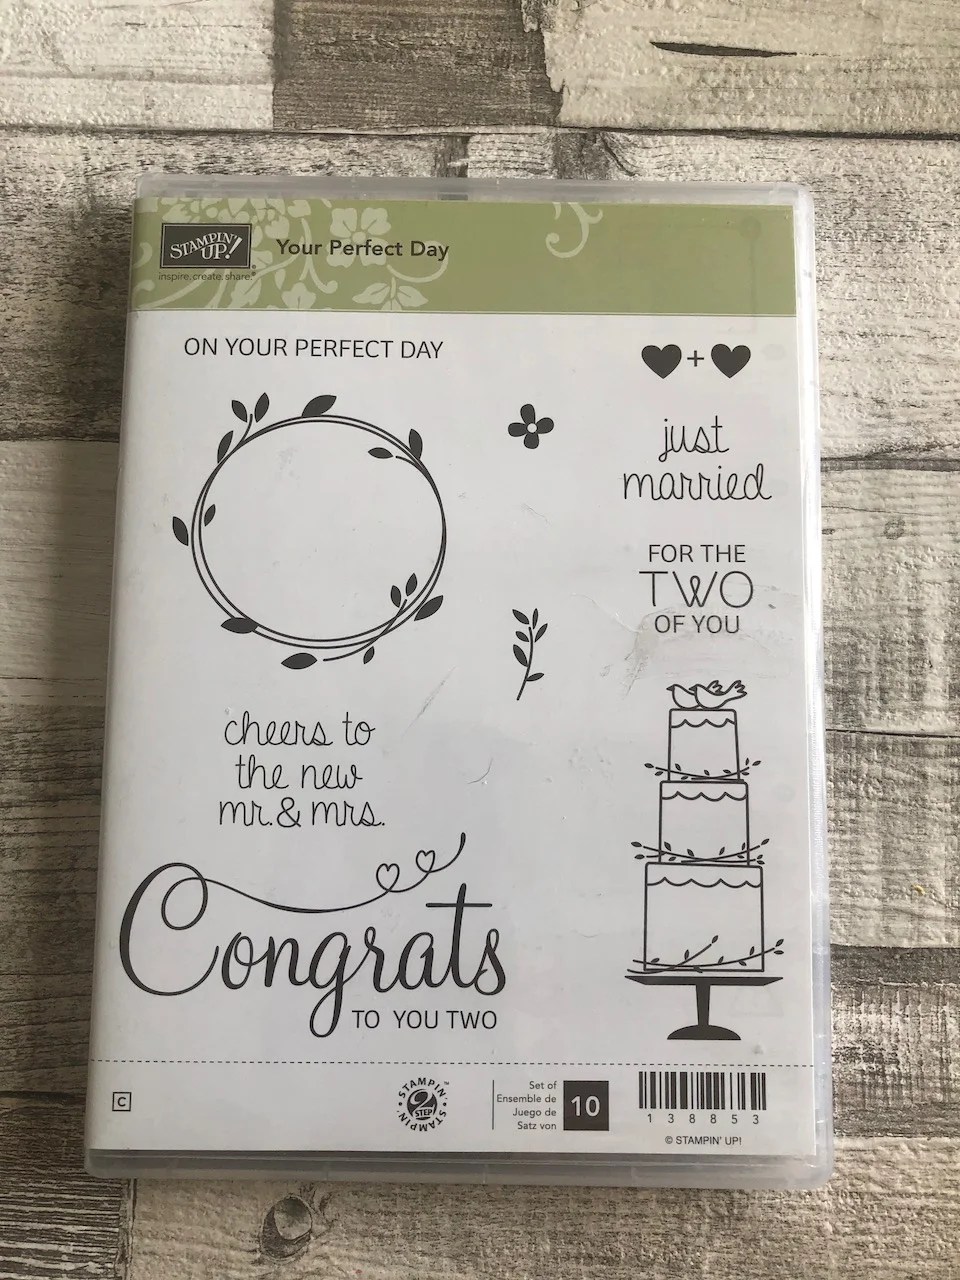 STAMPIN' UP!®
inspire. create. share.
Your Perfect Day
ON YOUR PERFECT DAY
+
just
married
FOR THE
TWO
OF YOU
cheers to
the new
mr. & mrs.
Congrats
TO YOU TWO
C
STAMPIN' STAMPIN'™
2
STEP
Set of
Ensemble de
Juego de
Satz von
10
138853
© STAMPIN' UP!